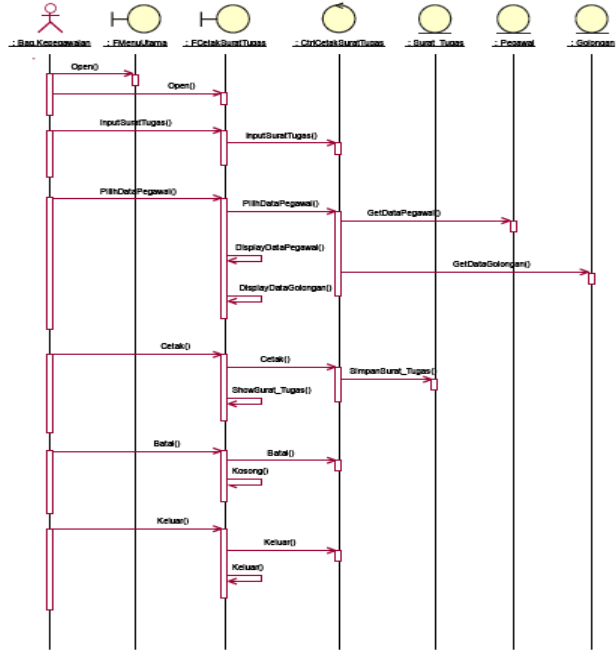 : Bag.Kepegawaian : FMenuUtama : FCetakSuratTugas : CtrlCetakSuratTugas : Surat_Tugas : Pegawai : Golongan
Open()
Open()
InputSuratTugas()
InputSuratTugas()
PilihDataPegawai()
PilihDataPegawai()
GetDataPegawai()
DisplayDataPegawai()
GetDataGolongan()
DisplayDataGolongan()
Cetak()
Cetak()
SimpanSurat_Tugas()
ShowSurat_Tugas()
Batal()
Batal()
Kosong()
Keluar()
Keluar()
Keluar()